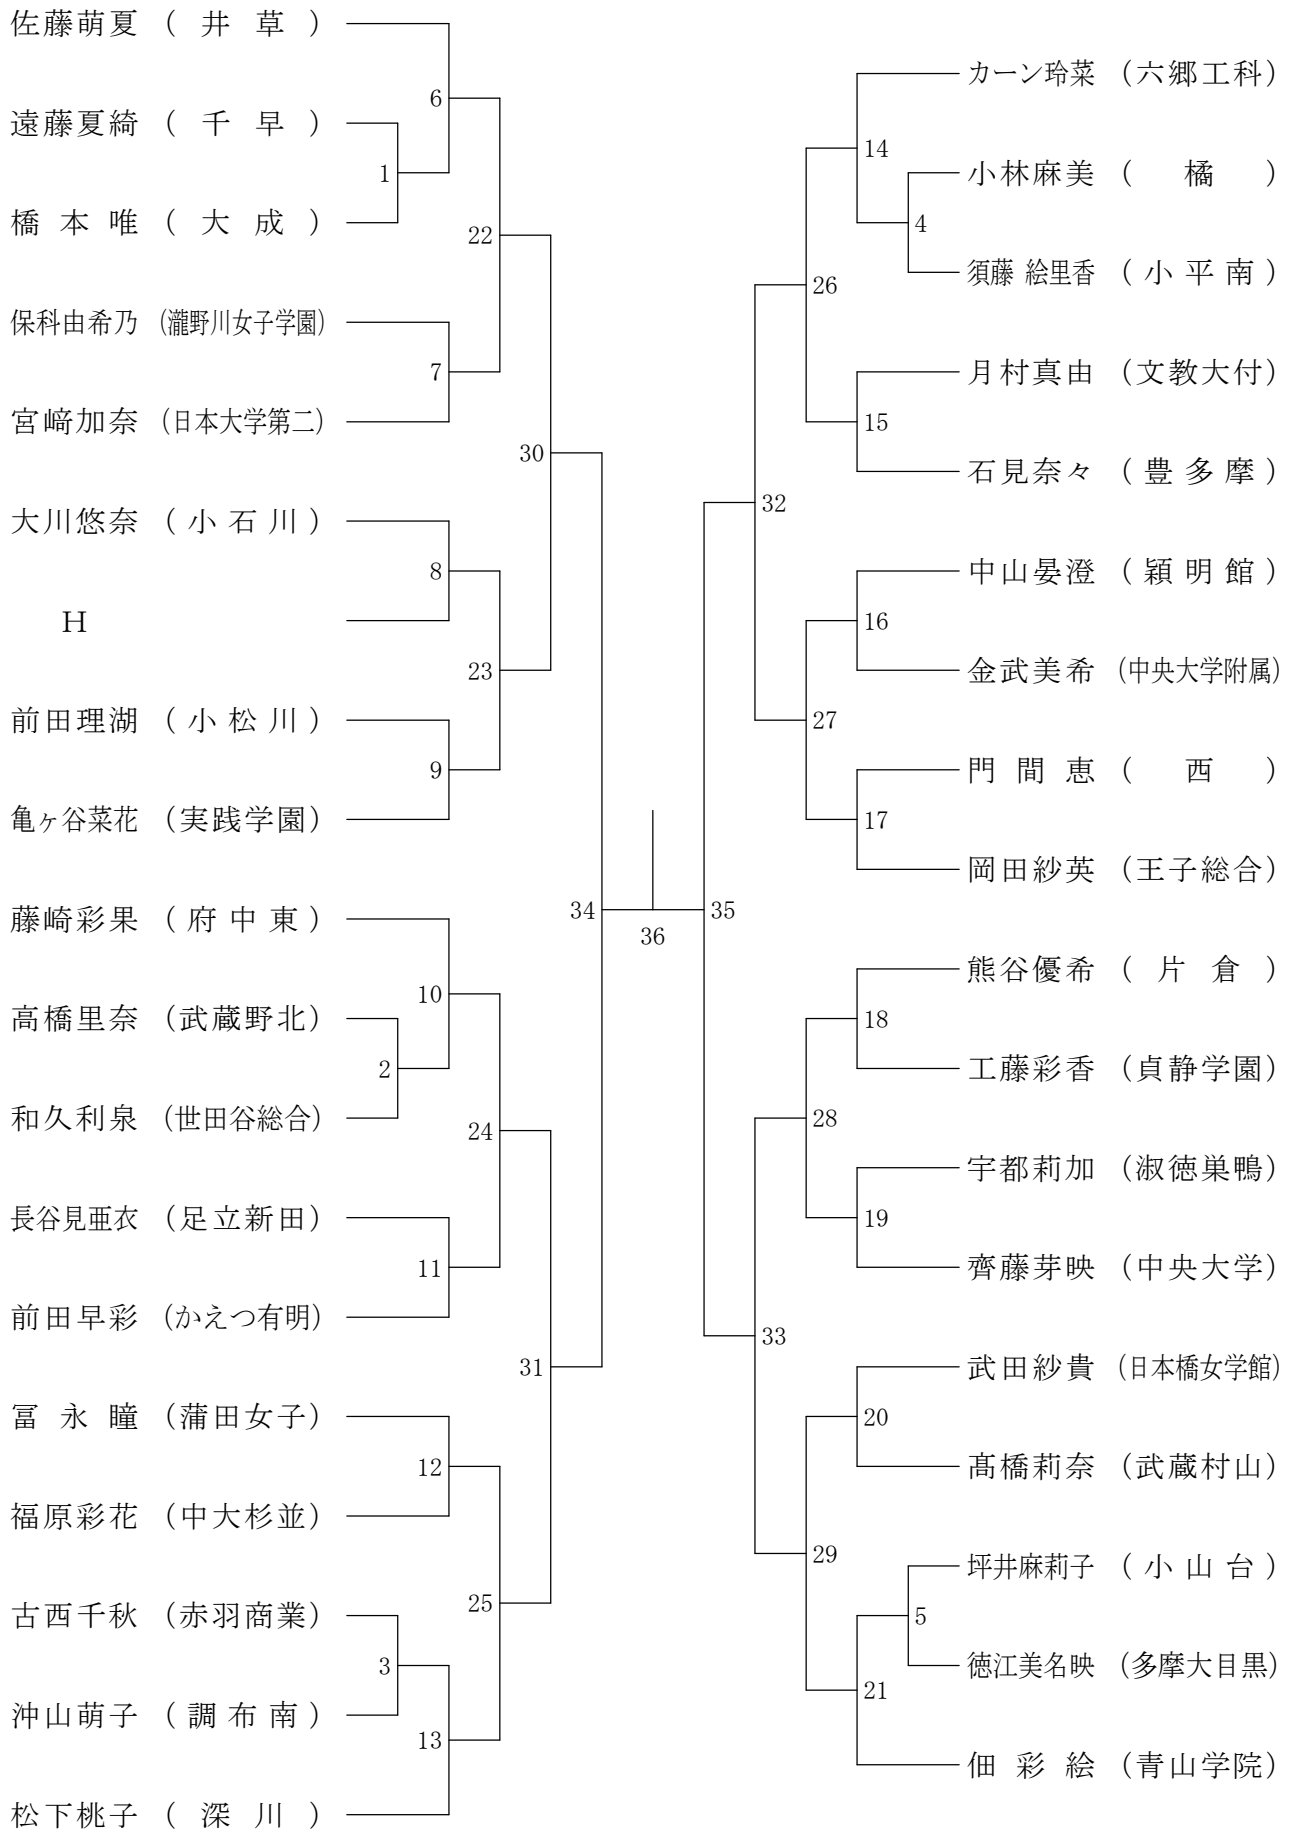 佐藤萌夏 （井草）
遠藤夏綺 （千早）
橋本唯 （大成）
保科由希乃 （瀧野川女子学園）
宮﨑加奈 （日本大学第二）
大川悠奈 （小石川）
H
前田理湖 （小松川）
亀ヶ谷菜花 （実践学園）
藤崎彩果 （府中東）
高橋里奈 （武蔵野北）
和久利泉 （世田谷総合）
長谷見亜衣 （足立新田）
前田早彩 （かえつ有明）
冨永瞳 （蒲田女子）
福原彩花 （中大杉並）
古西千秋 （赤羽商業）
沖山萌子 （調布南）
松下桃子 （深川）
1
2
3
6
7
8
9
10
11
12
13
22
23
24
25
30
31
34
36
35
32
33
26
27
28
29
14
15
16
17
18
19
20
21
4
5
カーン玲菜 （六郷工科）
小林麻美 （橘）
須藤 絵里香 （小平南）
月村真由 （文教大付）
石見奈々 （豊多摩）
中山晏澄 （穎明館）
金武美希 （中央大学附属）
門間恵 （西）
岡田紗英 （王子総合）
熊谷優希 （片倉）
工藤彩香 （貞静学園）
宇都莉加 （淑徳巣鴨）
齊藤芽映 （中央大学）
武田紗貴 （日本橋女学館）
髙橋莉奈 （武蔵村山）
坪井麻莉子 （小山台）
徳江美名映 （多摩大目黒）
佃彩絵 （青山学院）